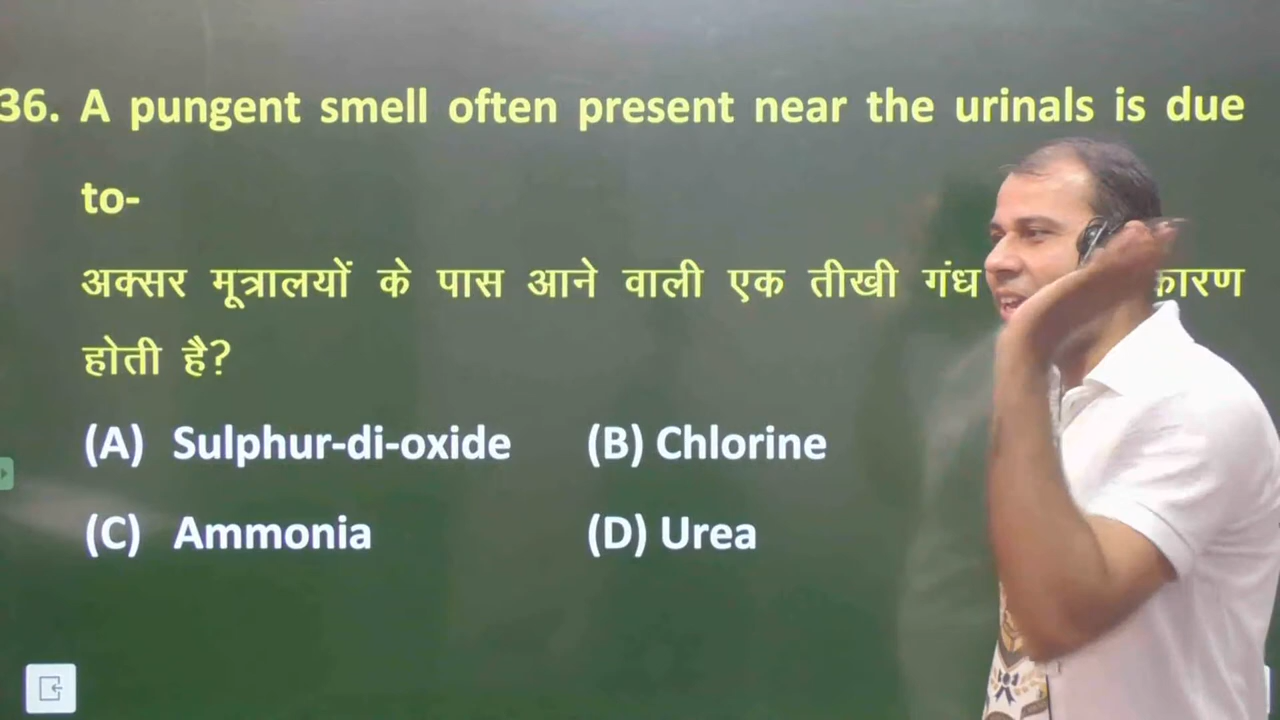 36. A pungent smell often present near the urinals is due
to-
अक्सर मूत्रालयों के पास आने वाली एक तीखी गंध
होती है?
(A) Sulphur-di-oxide (B) Chlorine
(C) Ammonia (D) Urea